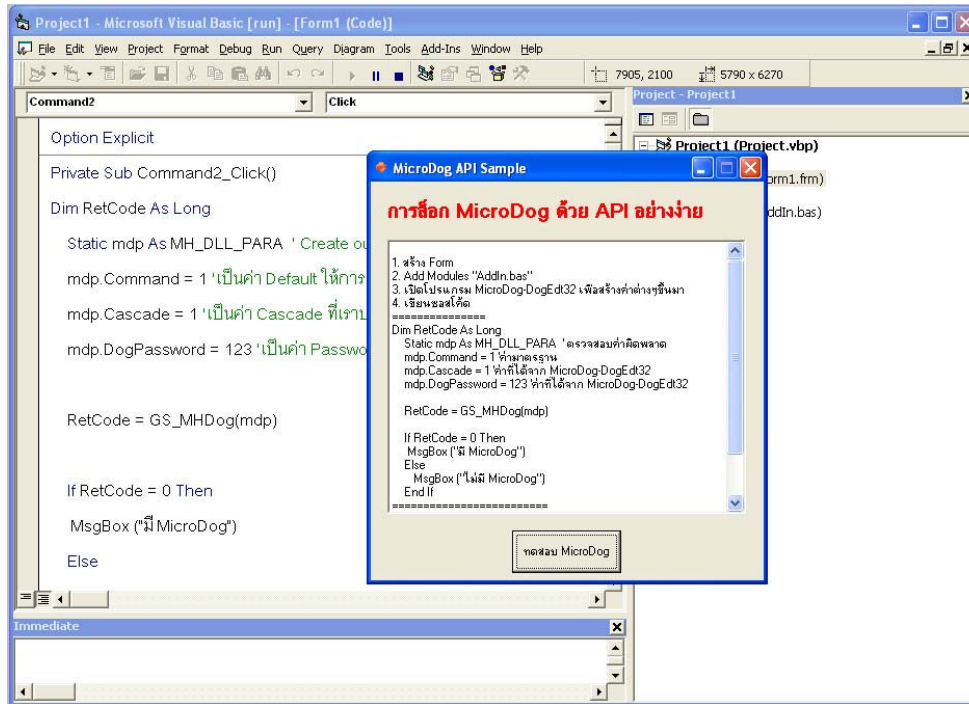 Project1 - Microsoft Visual Basic [run] - [Form1 (Code)]
File Edit View Project Format Debug Run Query Diagram Tools Add-Ins Window Help
7905, 2100 5790 x 6270
Command2 Click
Option Explicit
Private Sub Command2_Click()
Dim RetCode As Long
Static mdp As MH_DLL_PARA ' Create
mdp.Command = 1 'เป็นค่า Default ให้การ
mdp.Cascade = 1 'เป็นค่า Cascade
mdp.DogPassword = 123 'เป็นค่า
RetCode = GS_MHDog(mdp)
If RetCode = 0 Then
MsgBox ("มี MicroDog")
Else
Immediate
Project - Project1
Project1 (Project.vbp)
orm1.frm)
ddIn.bas)
MicroDog API Sample
การล็อก MicroDog ด้วย API อย่างง่าย
1. สร้าง Form
2. Add Modules "AddIn.bas"
3. เปิดโปรแกรม MicroDog-DogEdt32 เพื่อสร้างค่าต่างๆขึ้นมา
4. เขียนซอสโค้ด
===============
Dim RetCode As Long
Static mdp As MH_DLL_PARA 'ตรวจสอบค่าผิดพลาด
mdp.Command = 1 'ค่ามาตรฐาน
mdp.Cascade = 1 'ค่าที่ได้จาก MicroDog-DogEdt32
mdp.DogPassword = 123 'ค่าที่ได้จาก MicroDog-DogEdt32
RetCode = GS_MHDog(mdp)
If RetCode = 0 Then
MsgBox ("มี MicroDog")
Else
MsgBox ("ไม่มี MicroDog")
End If
=========================
ทดสอบ MicroDog